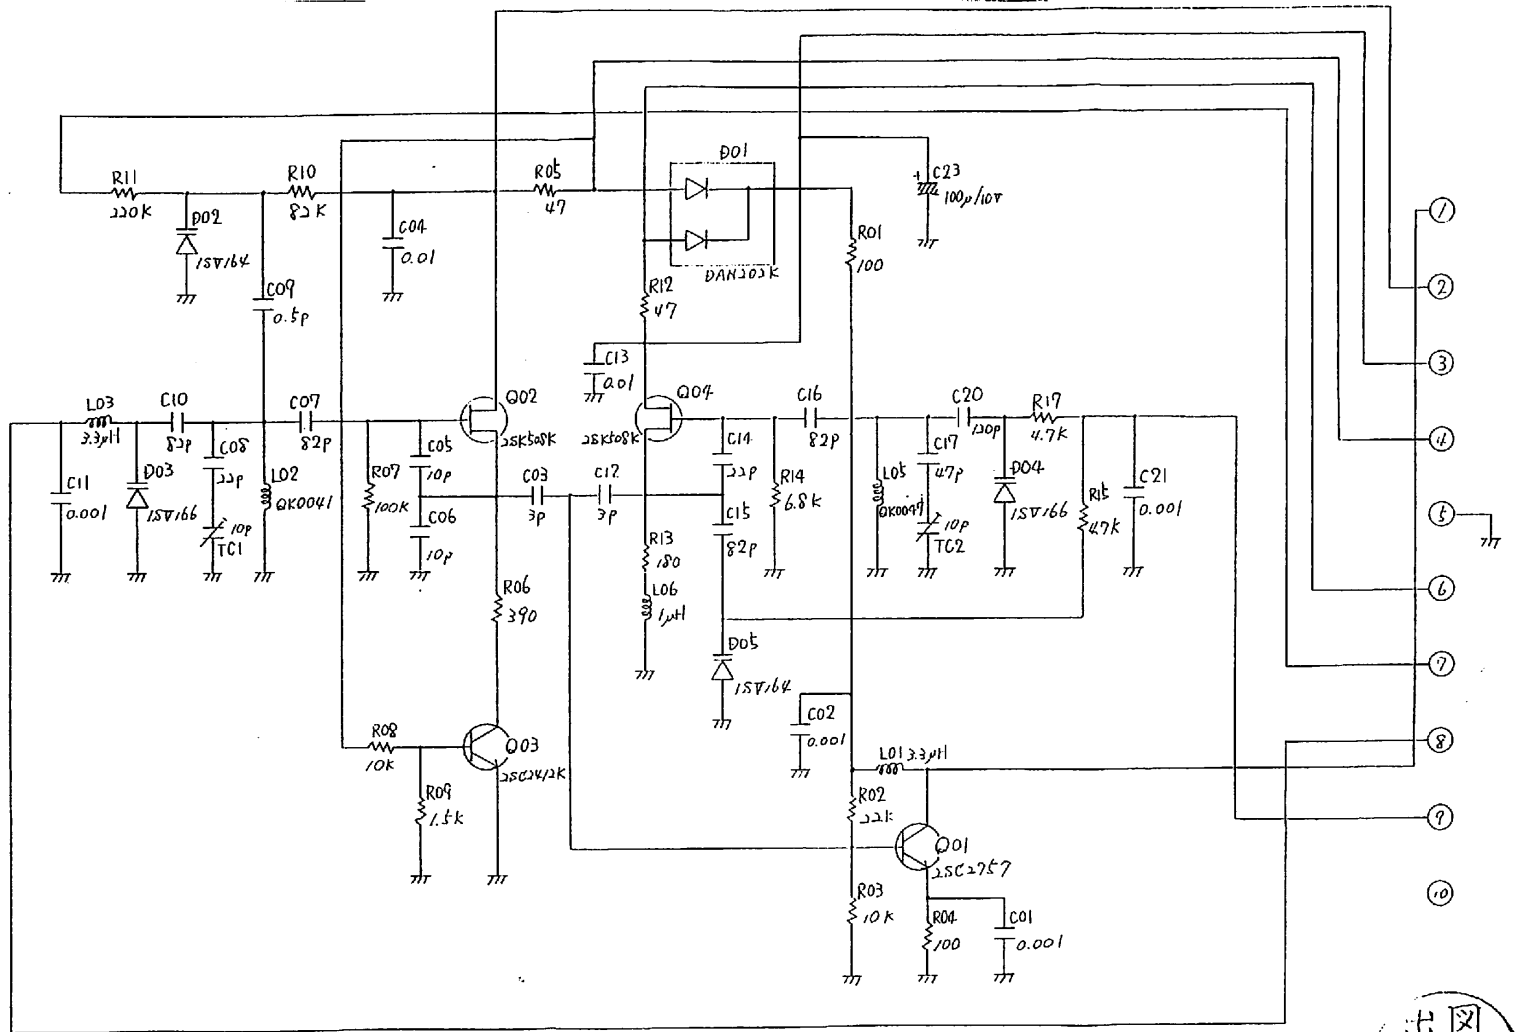 D01
R11
220K
R10
82K
R05
47
C23
+
100μ/10V
D02
1SV164
C04
0.01
R01
100
DAN202K
①
C09
0.5P
R12
47
②
C13
0.01
③
L03
3.3μH
C10
82P
C07
82P
Q02
2SK508K
Q04
2SK508K
C16
82P
C20
120P
R17
4.7K
④
C08
22P
C05
10P
C14
22P
C17
47P
D03
1SV166
L02
QK0041
R07
100K
C03
3P
C12
3P
R14
6.8K
L05
D04
1SV166
R15
47K
C21
0.001
C11
0.001
⑤
10P
TC1
C06
10P
C15
82P
10P
TC2
R13
180
R06
390
L06
1μH
⑥
D05
1SV164
⑦
R08
10K
Q03
2SC2412K
C02
0.001
L01 3.3μH
⑧
R09
1.5K
R02
22K
⑨
Q01
2SC2757
R03
10K
R04
100
C01
0.001
⑩
出図